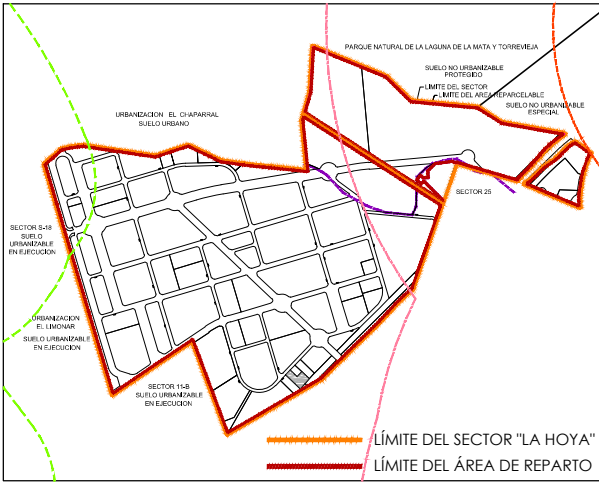 PARQUE NATURAL DE LA LAGUNA DE LA MATA Y TORREVIEJA
SUELO NO URBANIZABLE
PROTEGIDO
LIMITE DEL SECTOR
LIMITE DEL AREA REPARCELABLE
SUELO NO URBANIZABLE
ESPECIAL
URBANIZACION EL CHAPARRAL
SUELO URBANO
SECTOR 25
SECTOR S-18
SUELO
URBANIZABLE
EN EJECUCION
URBANIZACION
EL LIMONAR
SUELO URBANIZABLE
EN EJECUCION
SECTOR 11-B
SUELO URBANIZABLE
EN EJECUCION
LÍMITE DEL SECTOR "LA HOYA"
LÍMITE DEL ÁREA DE REPARTO